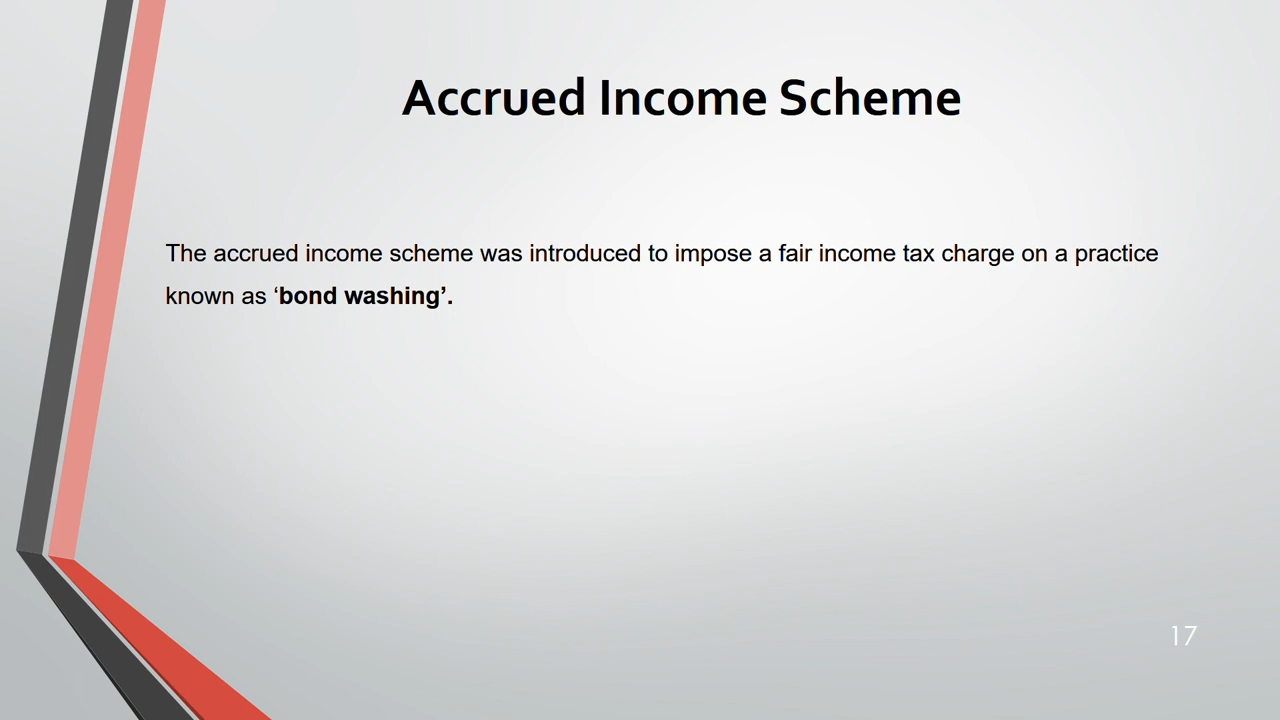 Accrued Income Scheme
The accrued income scheme was introduced to impose a fair income tax charge on a practice
known as ‘bond washing’.
17